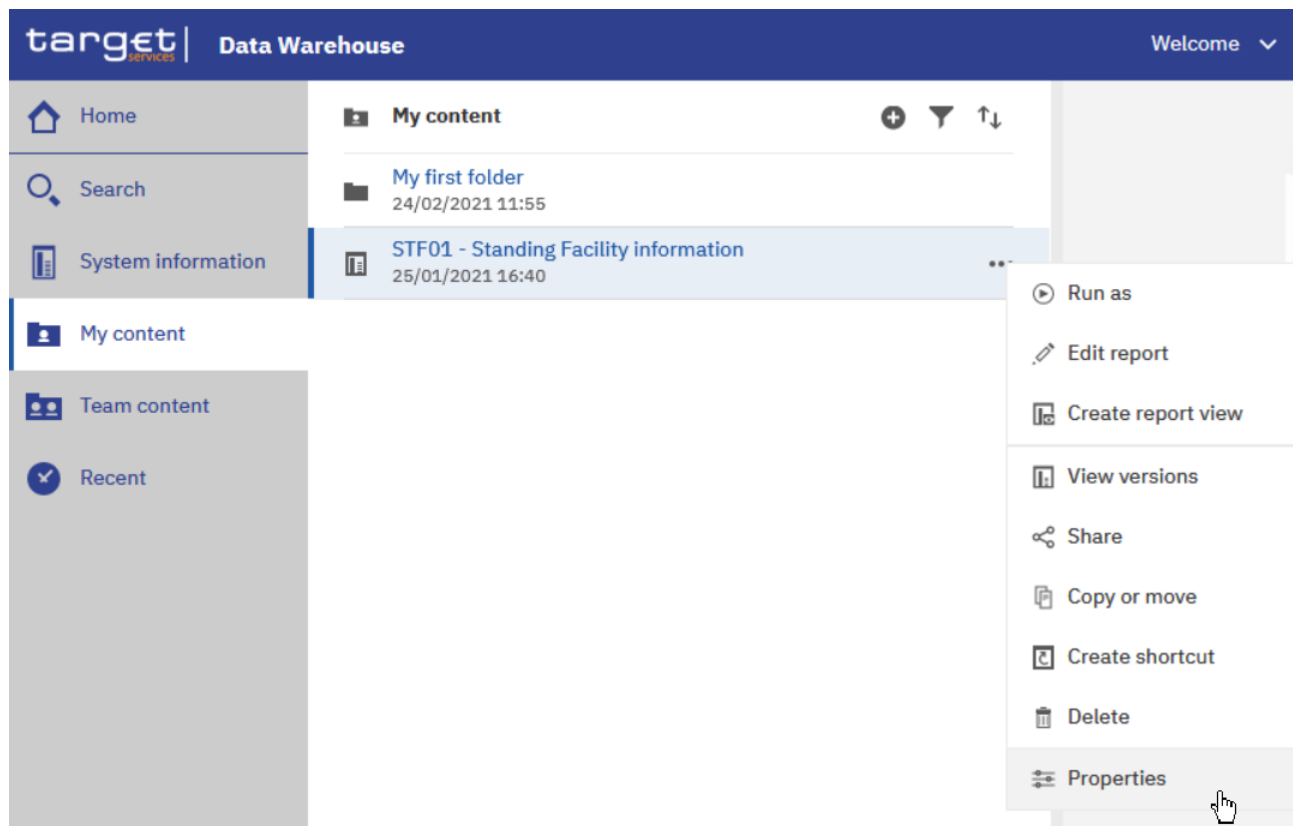 target services Data Warehouse Welcome
Home
Search
System information
My content
Team content
Recent
My content
My first folder
24/02/2021 11:55
STF01 - Standing Facility information
25/01/2021 16:40
Run as
Edit report
Create report view
View versions
Share
Copy or move
Create shortcut
Delete
Properties